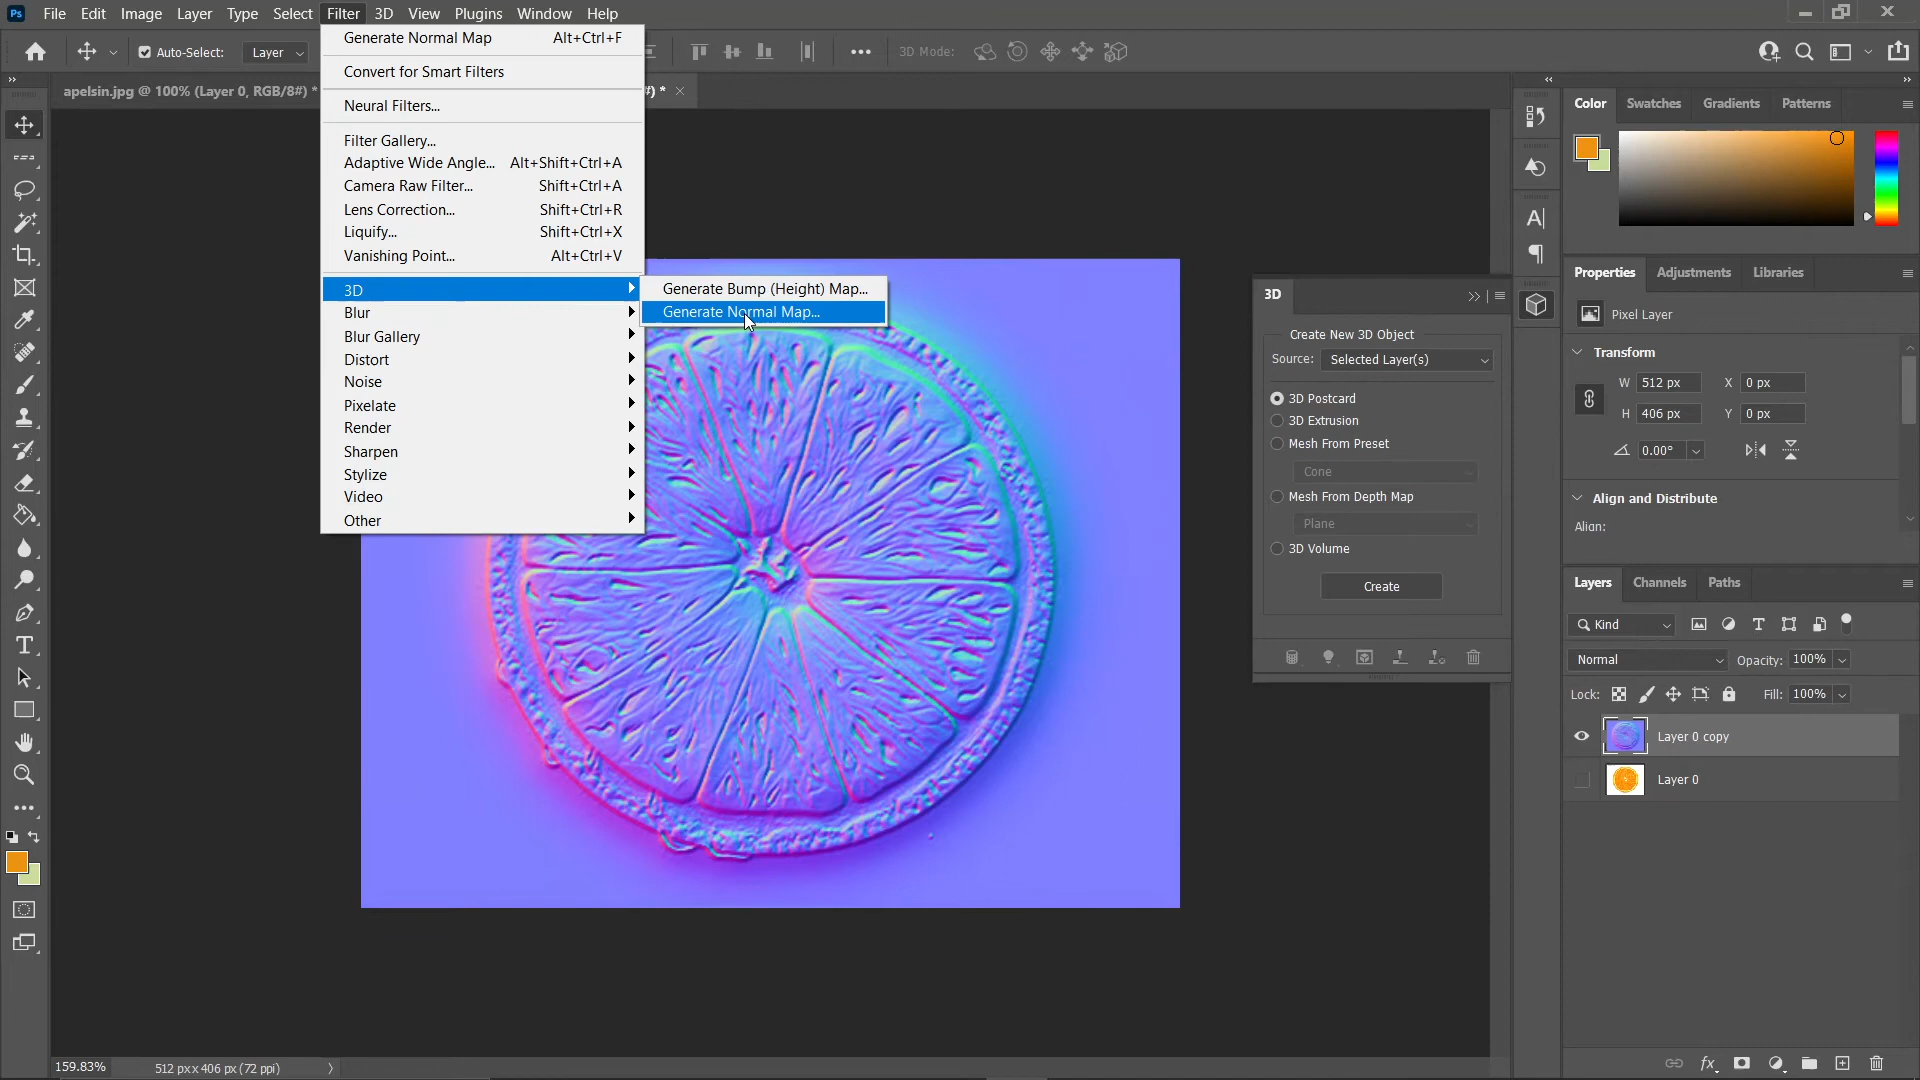 Ps File Edit Image Layer Type Select Filter 3D View Plugins Window Help
Auto-Select: Layer
3D Mode:
apelsin.jpg @ 100% (Layer 0, RGB/8#) *
#) *
Generate Normal Map Alt+Ctrl+F
Convert for Smart Filters
Neural Filters...
Filter Gallery...
Adaptive Wide Angle... Alt+Shift+Ctrl+A
Camera Raw Filter... Shift+Ctrl+A
Lens Correction... Shift+Ctrl+R
Liquify... Shift+Ctrl+X
Vanishing Point... Alt+Ctrl+V
3D
Blur
Blur Gallery
Distort
Noise
Pixelate
Render
Sharpen
Stylize
Video
Other
Generate Bump (Height) Map...
Generate Normal Map...
3D
Create New 3D Object
Source: Selected Layer(s)
3D Postcard
3D Extrusion
Mesh From Preset
Cone
Mesh From Depth Map
Plane
3D Volume
Create
Color Swatches Gradients Patterns
Properties Adjustments Libraries
Pixel Layer
Transform
W 512 px X 0 px
H 406 px Y 0 px
0.00°
Align and Distribute
Align:
Layers Channels Paths
Kind
Normal Opacity: 100%
Lock: Fill: 100%
Layer 0 copy
Layer 0
fx
159.83% 512 px x 406 px (72 ppi)